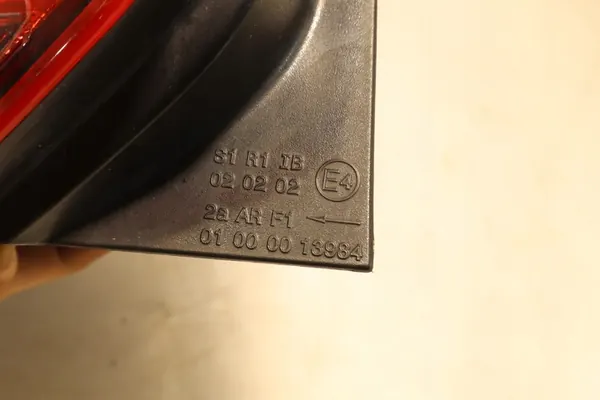 S1 R1 IB
02 02 02 E4
2a AR F1 ←
01 00 00 13984